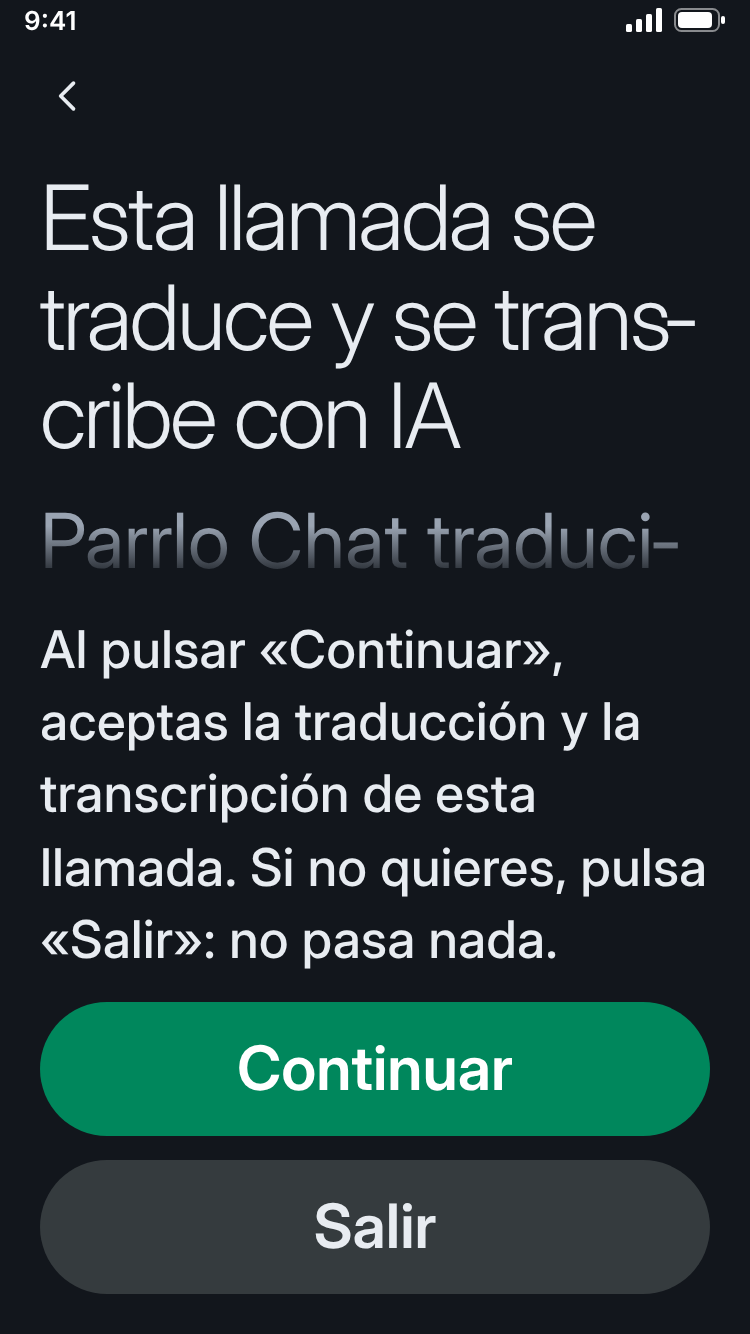 9:41
Esta llamada se
traduce y se trans-
cribe con IA
Parrlo Chat traduci-
Al pulsar «Continuar»,
aceptas la traducción y la
transcripción de esta
llamada. Si no quieres, pulsa
«Salir»: no pasa nada.
Continuar
Salir